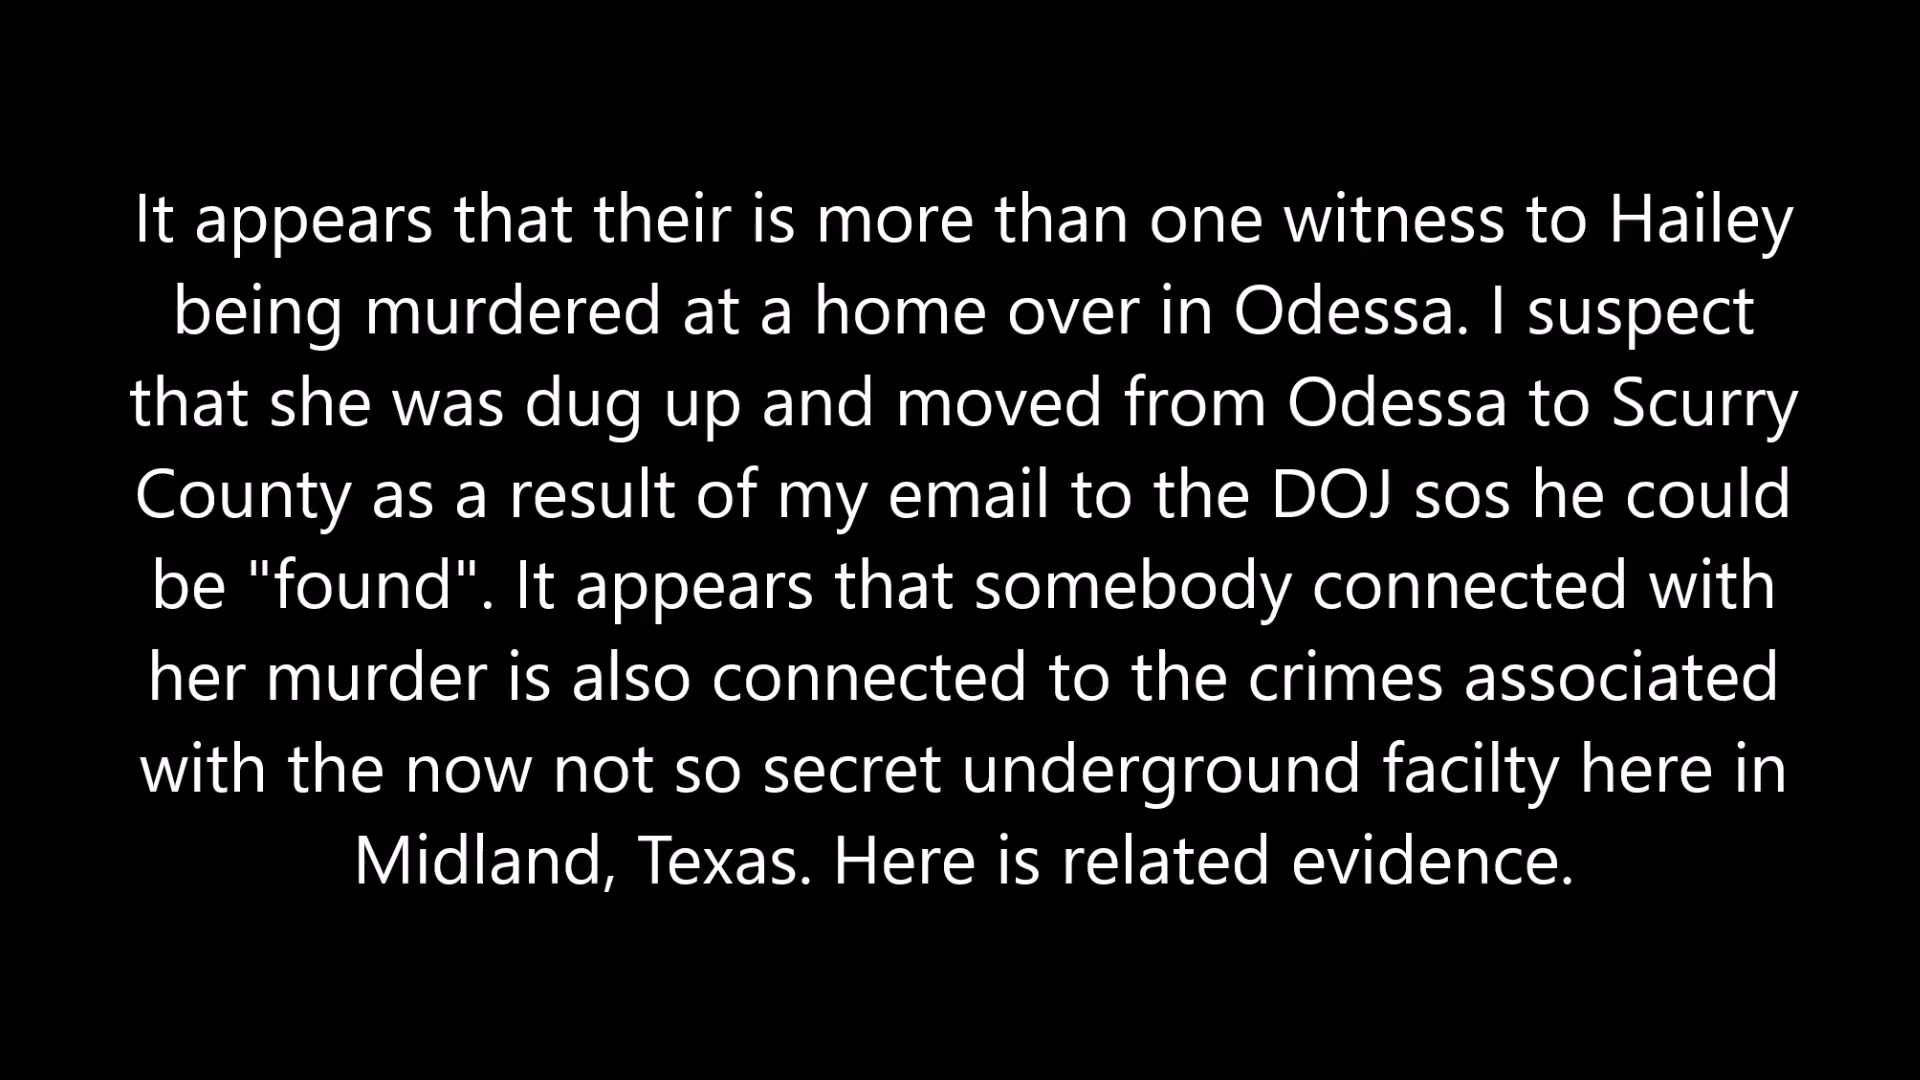 It appears that their is more than one witness to Hailey
being murdered at a home over in Odessa. I suspect
that she was dug up and moved from Odessa to Scurry
County as a result of my email to the DOJ sos he could
be "found". It appears that somebody connected with
her murder is also connected to the crimes associated
with the now not so secret underground facilty here in
Midland, Texas. Here is related evidence.